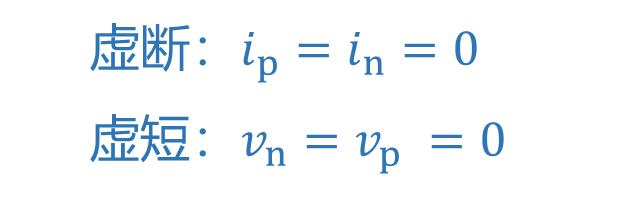 虚断：iₚ = iₙ = 0
虚短：vₙ = vₚ = 0